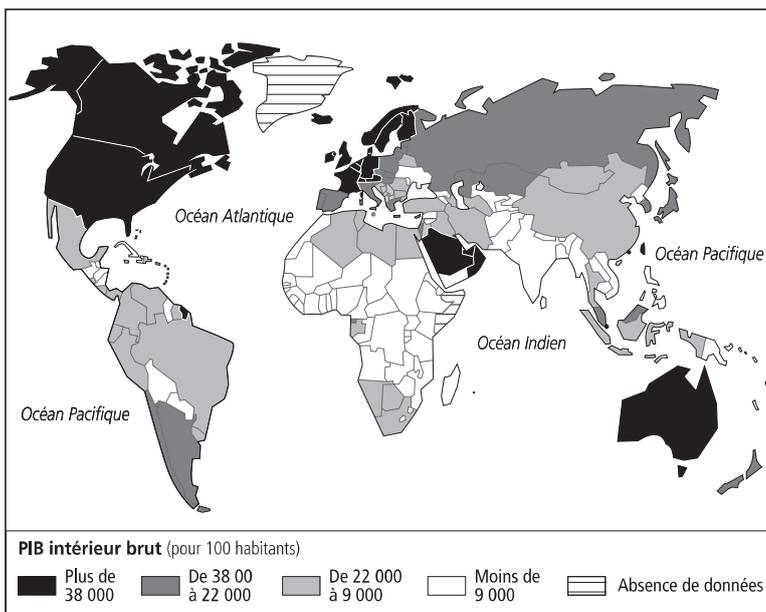 Océan Atlantique
Océan Pacifique
Océan Indien
Océan Pacifique
PIB intérieur brut (pour 100 habitants)
Plus de
38 000
De 38 00
à 22 000
De 22 000
à 9 000
Moins de
9 000
Absence de données